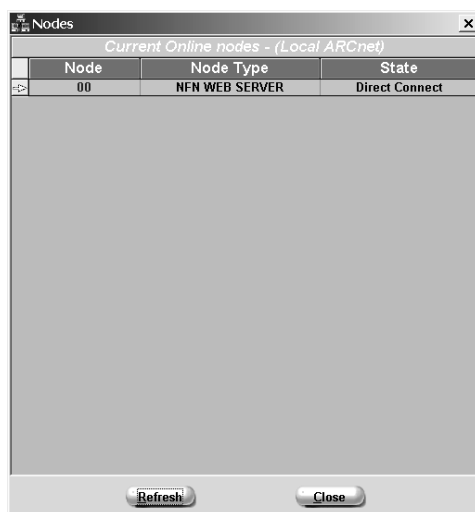 Nodes
Current Online nodes - (Local ARCnet)
Node Node Type State
00 NFN WEB SERVER Direct Connect
Refresh Close